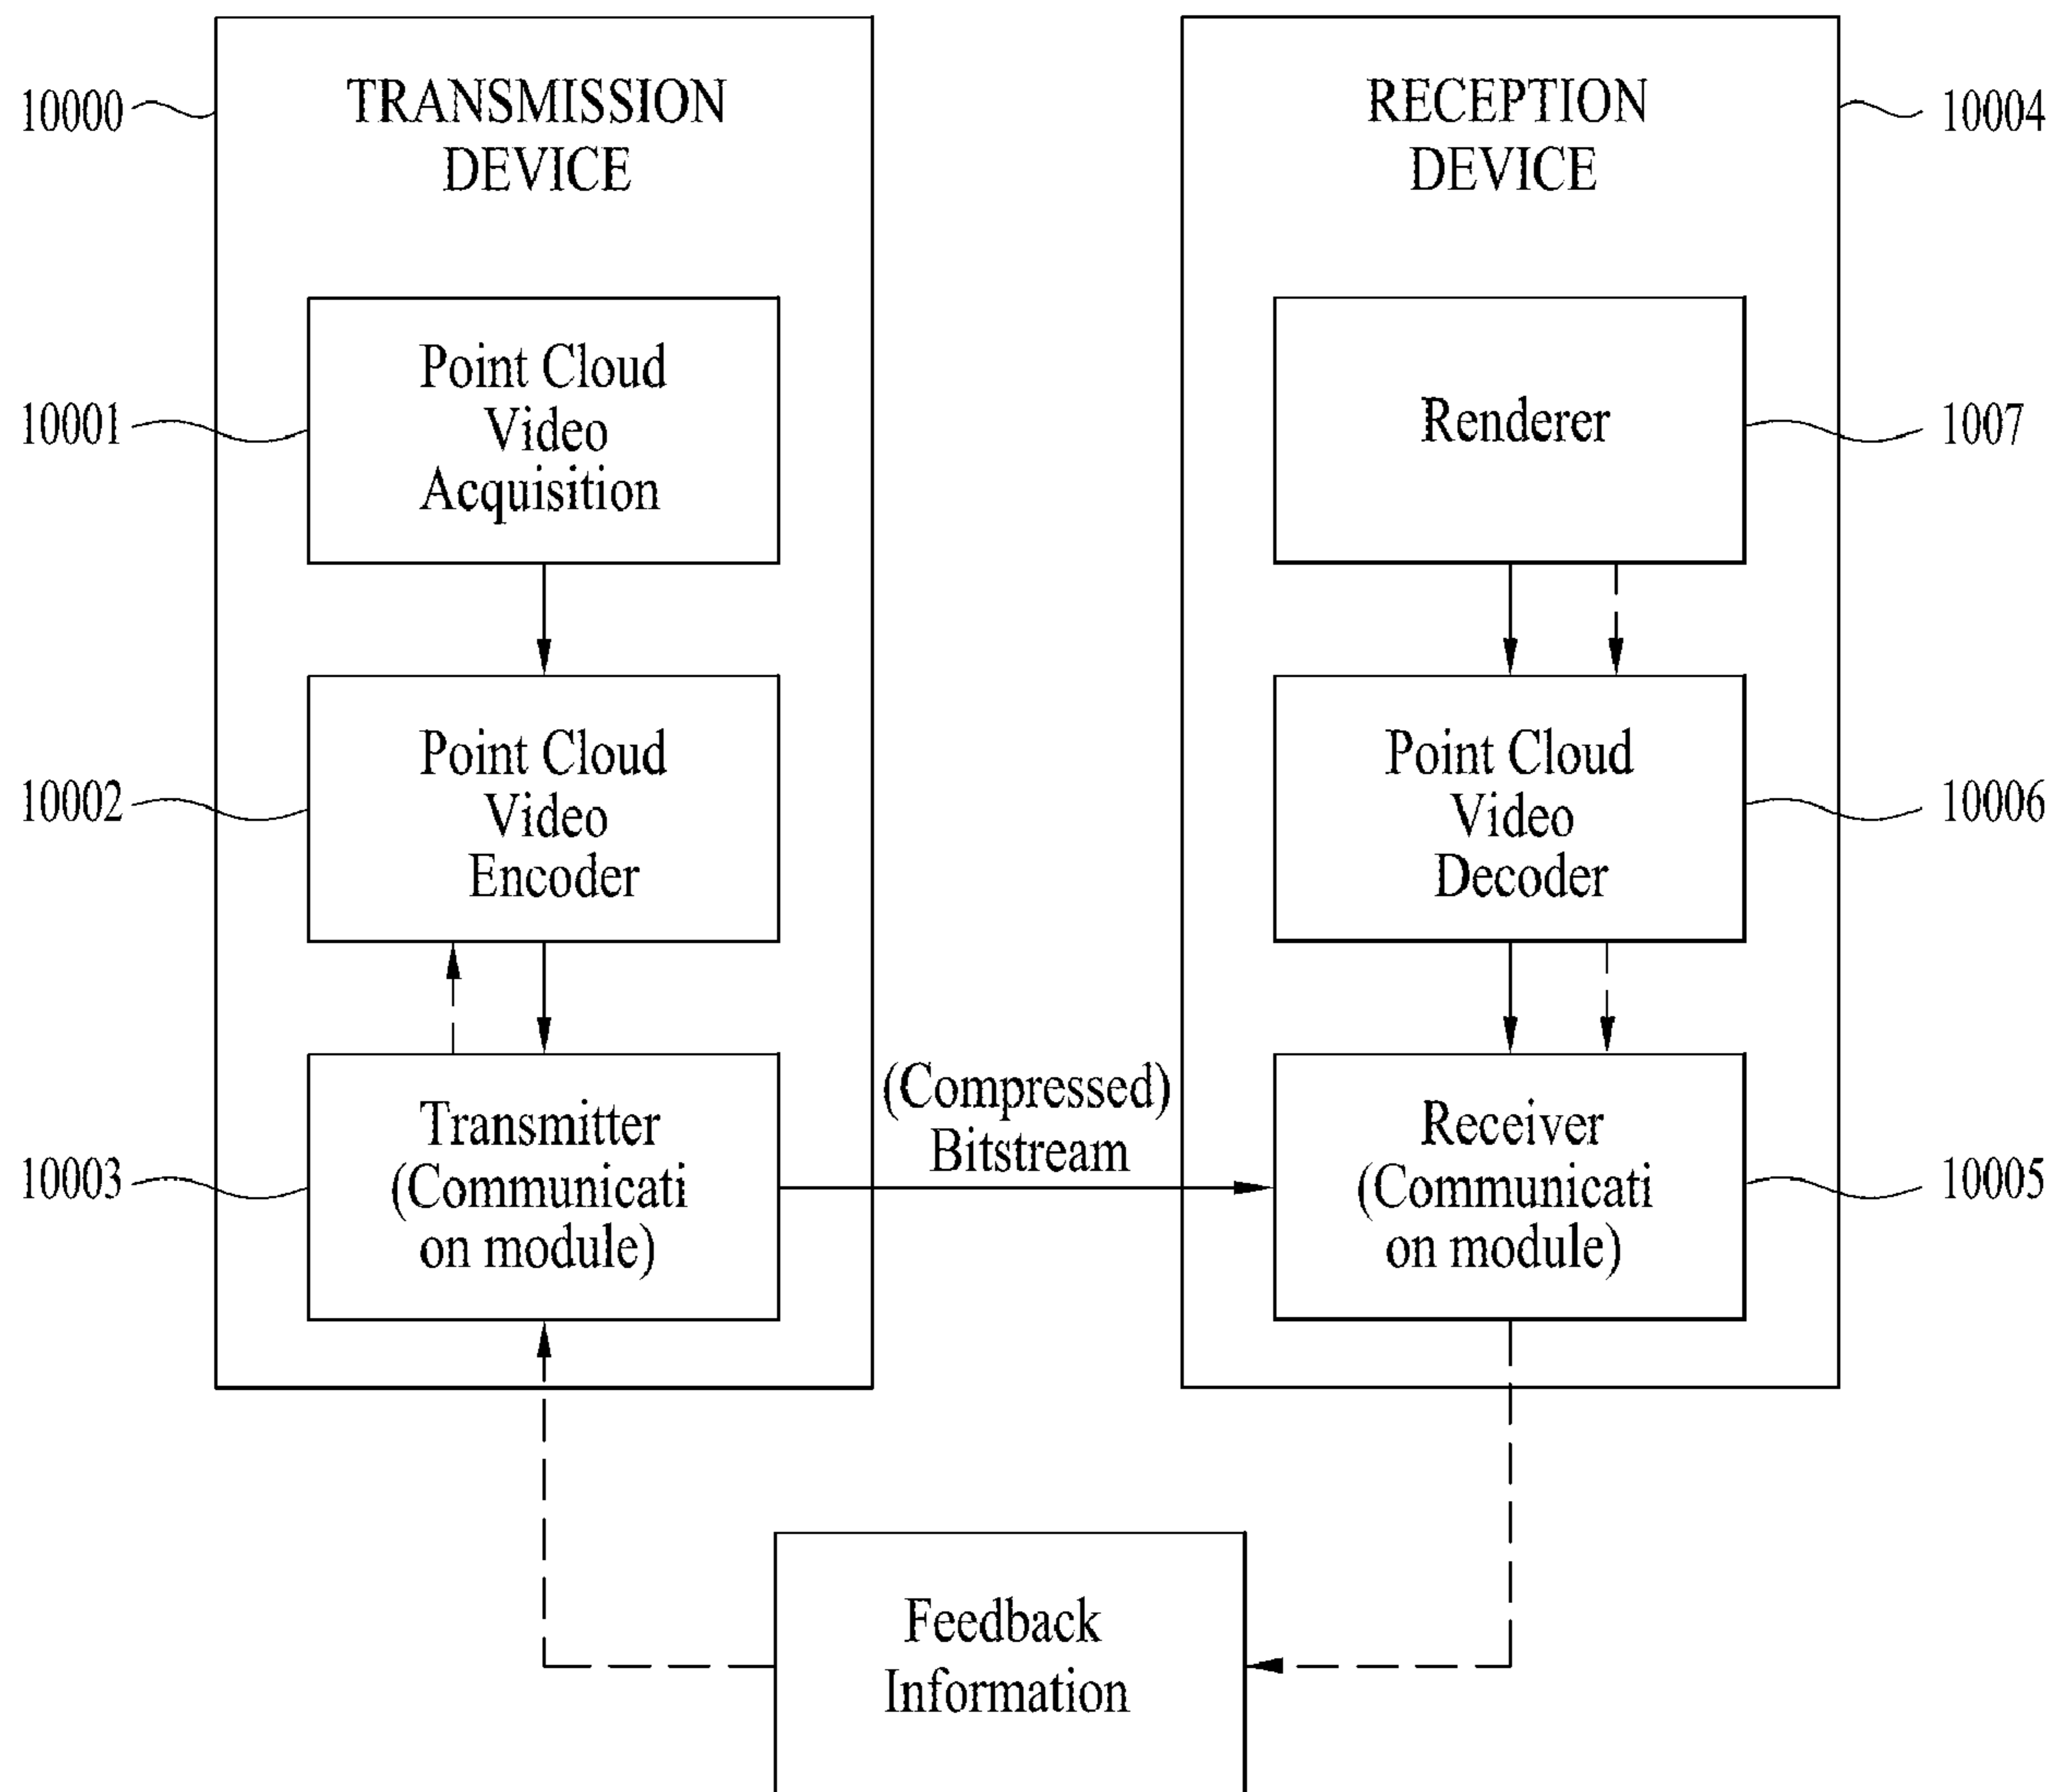 TRANSMISSION
DEVICE
10000
Point Cloud
Video
Acquisition
10001
Point Cloud
Video
Encoder
10002
Transmitter
(Communicati
on module)
10003
(Compressed)
Bitstream
RECEPTION
DEVICE
10004
Renderer
1007
Point Cloud
Video
Decoder
10006
Receiver
(Communicati
on module)
10005
Feedback
Information